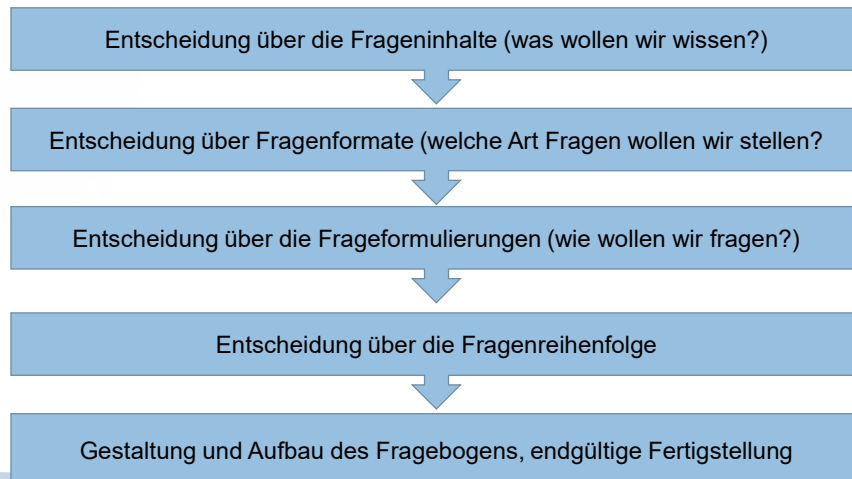 Entscheidung über die Frageninhalte (was wollen wir wissen?)
Entscheidung über Fragenformate (welche Art Fragen wollen wir stellen?
Entscheidung über die Frageformulierungen (wie wollen wir fragen?)
Entscheidung über die Fragenreihenfolge
Gestaltung und Aufbau des Fragebogens, endgültige Fertigstellung